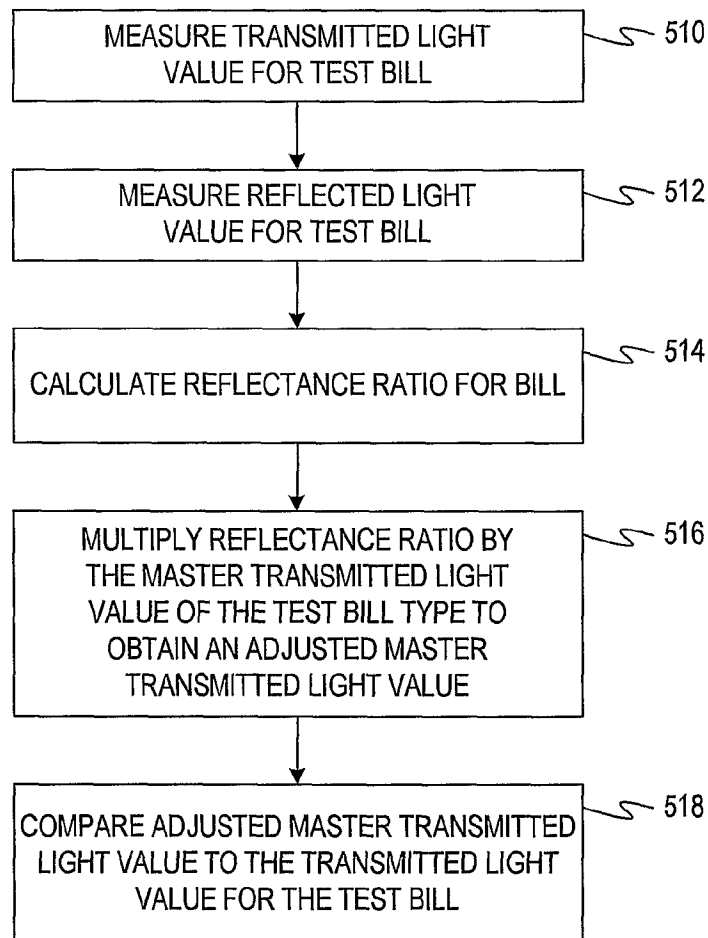 MEASURE TRANSMITTED LIGHT
VALUE FOR TEST BILL
510
MEASURE REFLECTED LIGHT
VALUE FOR TEST BILL
512
CALCULATE REFLECTANCE RATIO FOR BILL
514
MULTIPLY REFLECTANCE RATIO BY
THE MASTER TRANSMITTED LIGHT
VALUE OF THE TEST BILL TYPE TO
OBTAIN AN ADJUSTED MASTER
TRANSMITTED LIGHT VALUE
516
COMPARE ADJUSTED MASTER TRANSMITTED
LIGHT VALUE TO THE TRANSMITTED LIGHT
VALUE FOR THE TEST BILL
518